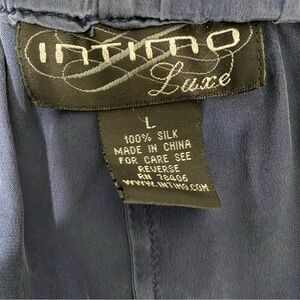 INTIMO
Luxe
L
100% SILK
MADE IN CHINA
FOR CARE SEE
REVERSE
RN 78406
WWW.INTIMO.COM